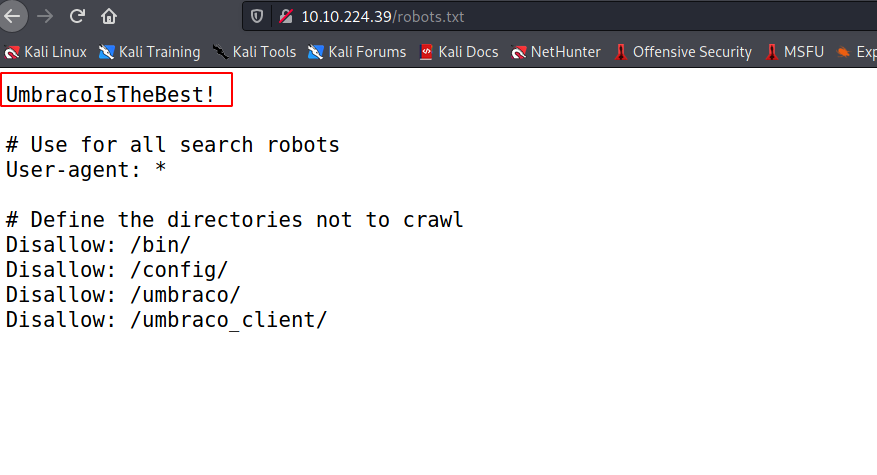 10.10.224.39/robots.txt
Kali Linux Kali Training Kali Tools Kali Forums Kali Docs NetHunter Offensive Security MSFU Exp
UmbracoIsTheBest!
# Use for all search robots
User-agent: *
# Define the directories not to crawl
Disallow: /bin/
Disallow: /config/
Disallow: /umbraco/
Disallow: /umbraco_client/